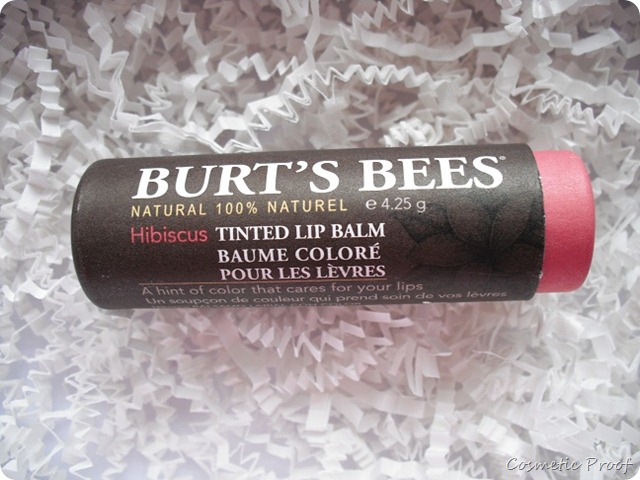 BURT'S BEES®
NATURAL 100% NATUREL ℮ 4.25 g
Hibiscus TINTED LIP BALM
BAUME COLORÉ
POUR LES LÈVRES
A hint of color that cares for your lips
Un soupçon de couleur qui prend soin de vos lèvres
Cosmetic Proof